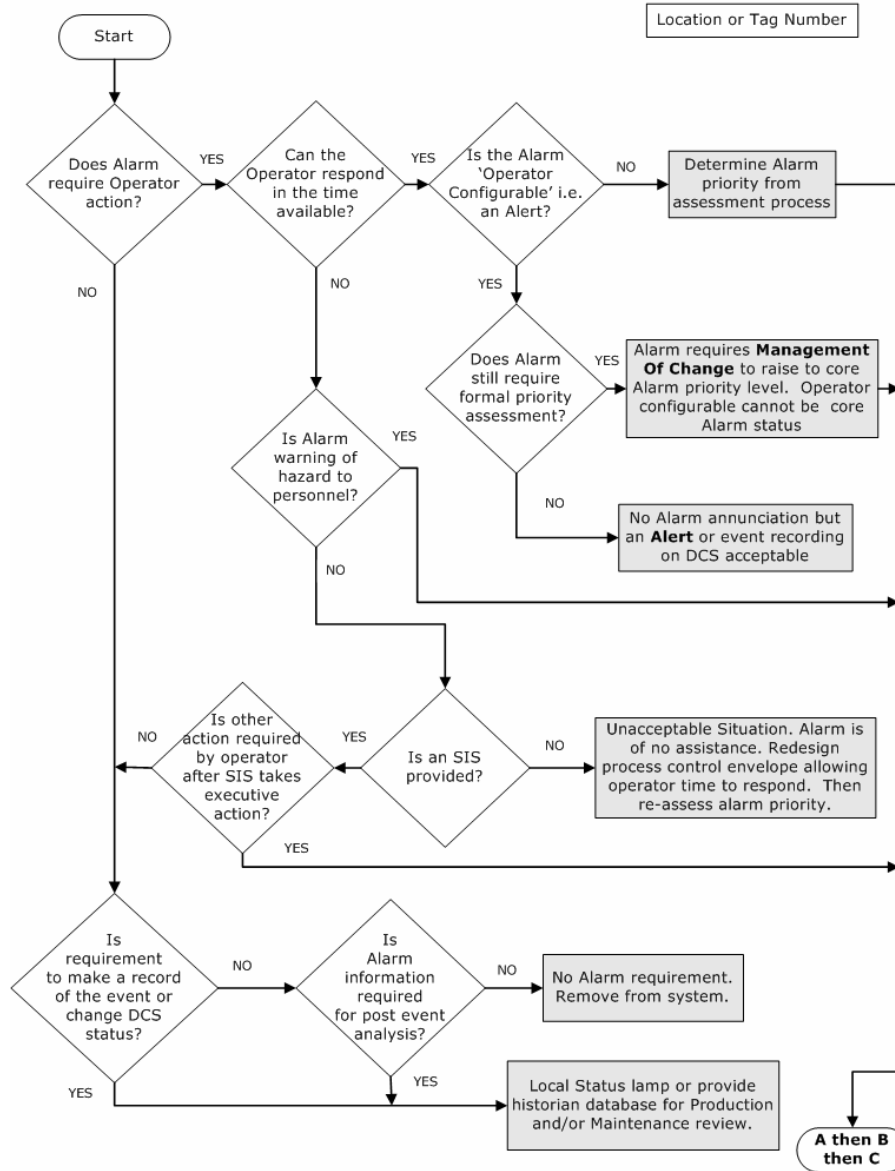 Location or Tag Number
Start
Does Alarm
require Operator
action?
YES
Can the
Operator respond
in the time
available?
YES
Is the Alarm
‘Operator
Configurable’ i.e.
an Alert?
NO
Determine Alarm
priority from
assessment process
NO
NO
YES
Does Alarm
still require
formal priority
assessment?
YES
Alarm requires Management
Of Change to raise to core
Alarm priority level. Operator
configurable cannot be core
Alarm status
Is Alarm
warning of
hazard to
personnel?
YES
NO
No Alarm annunciation but
an Alert or event recording
on DCS acceptable
NO
Is other
action required
by operator
after SIS takes
executive
action?
NO
YES
Is an SIS
provided?
NO
Unacceptable Situation. Alarm is
of no assistance. Redesign
process control envelope allowing
operator time to respond. Then
re-assess alarm priority.
YES
Is
requirement
to make a record
of the event or
change DCS
status?
NO
Is
Alarm
information
required
for post event
analysis?
NO
No Alarm requirement.
Remove from system.
YES
YES
Local Status lamp or provide
historian database for Production
and/or Maintenance review.
A then B
then C